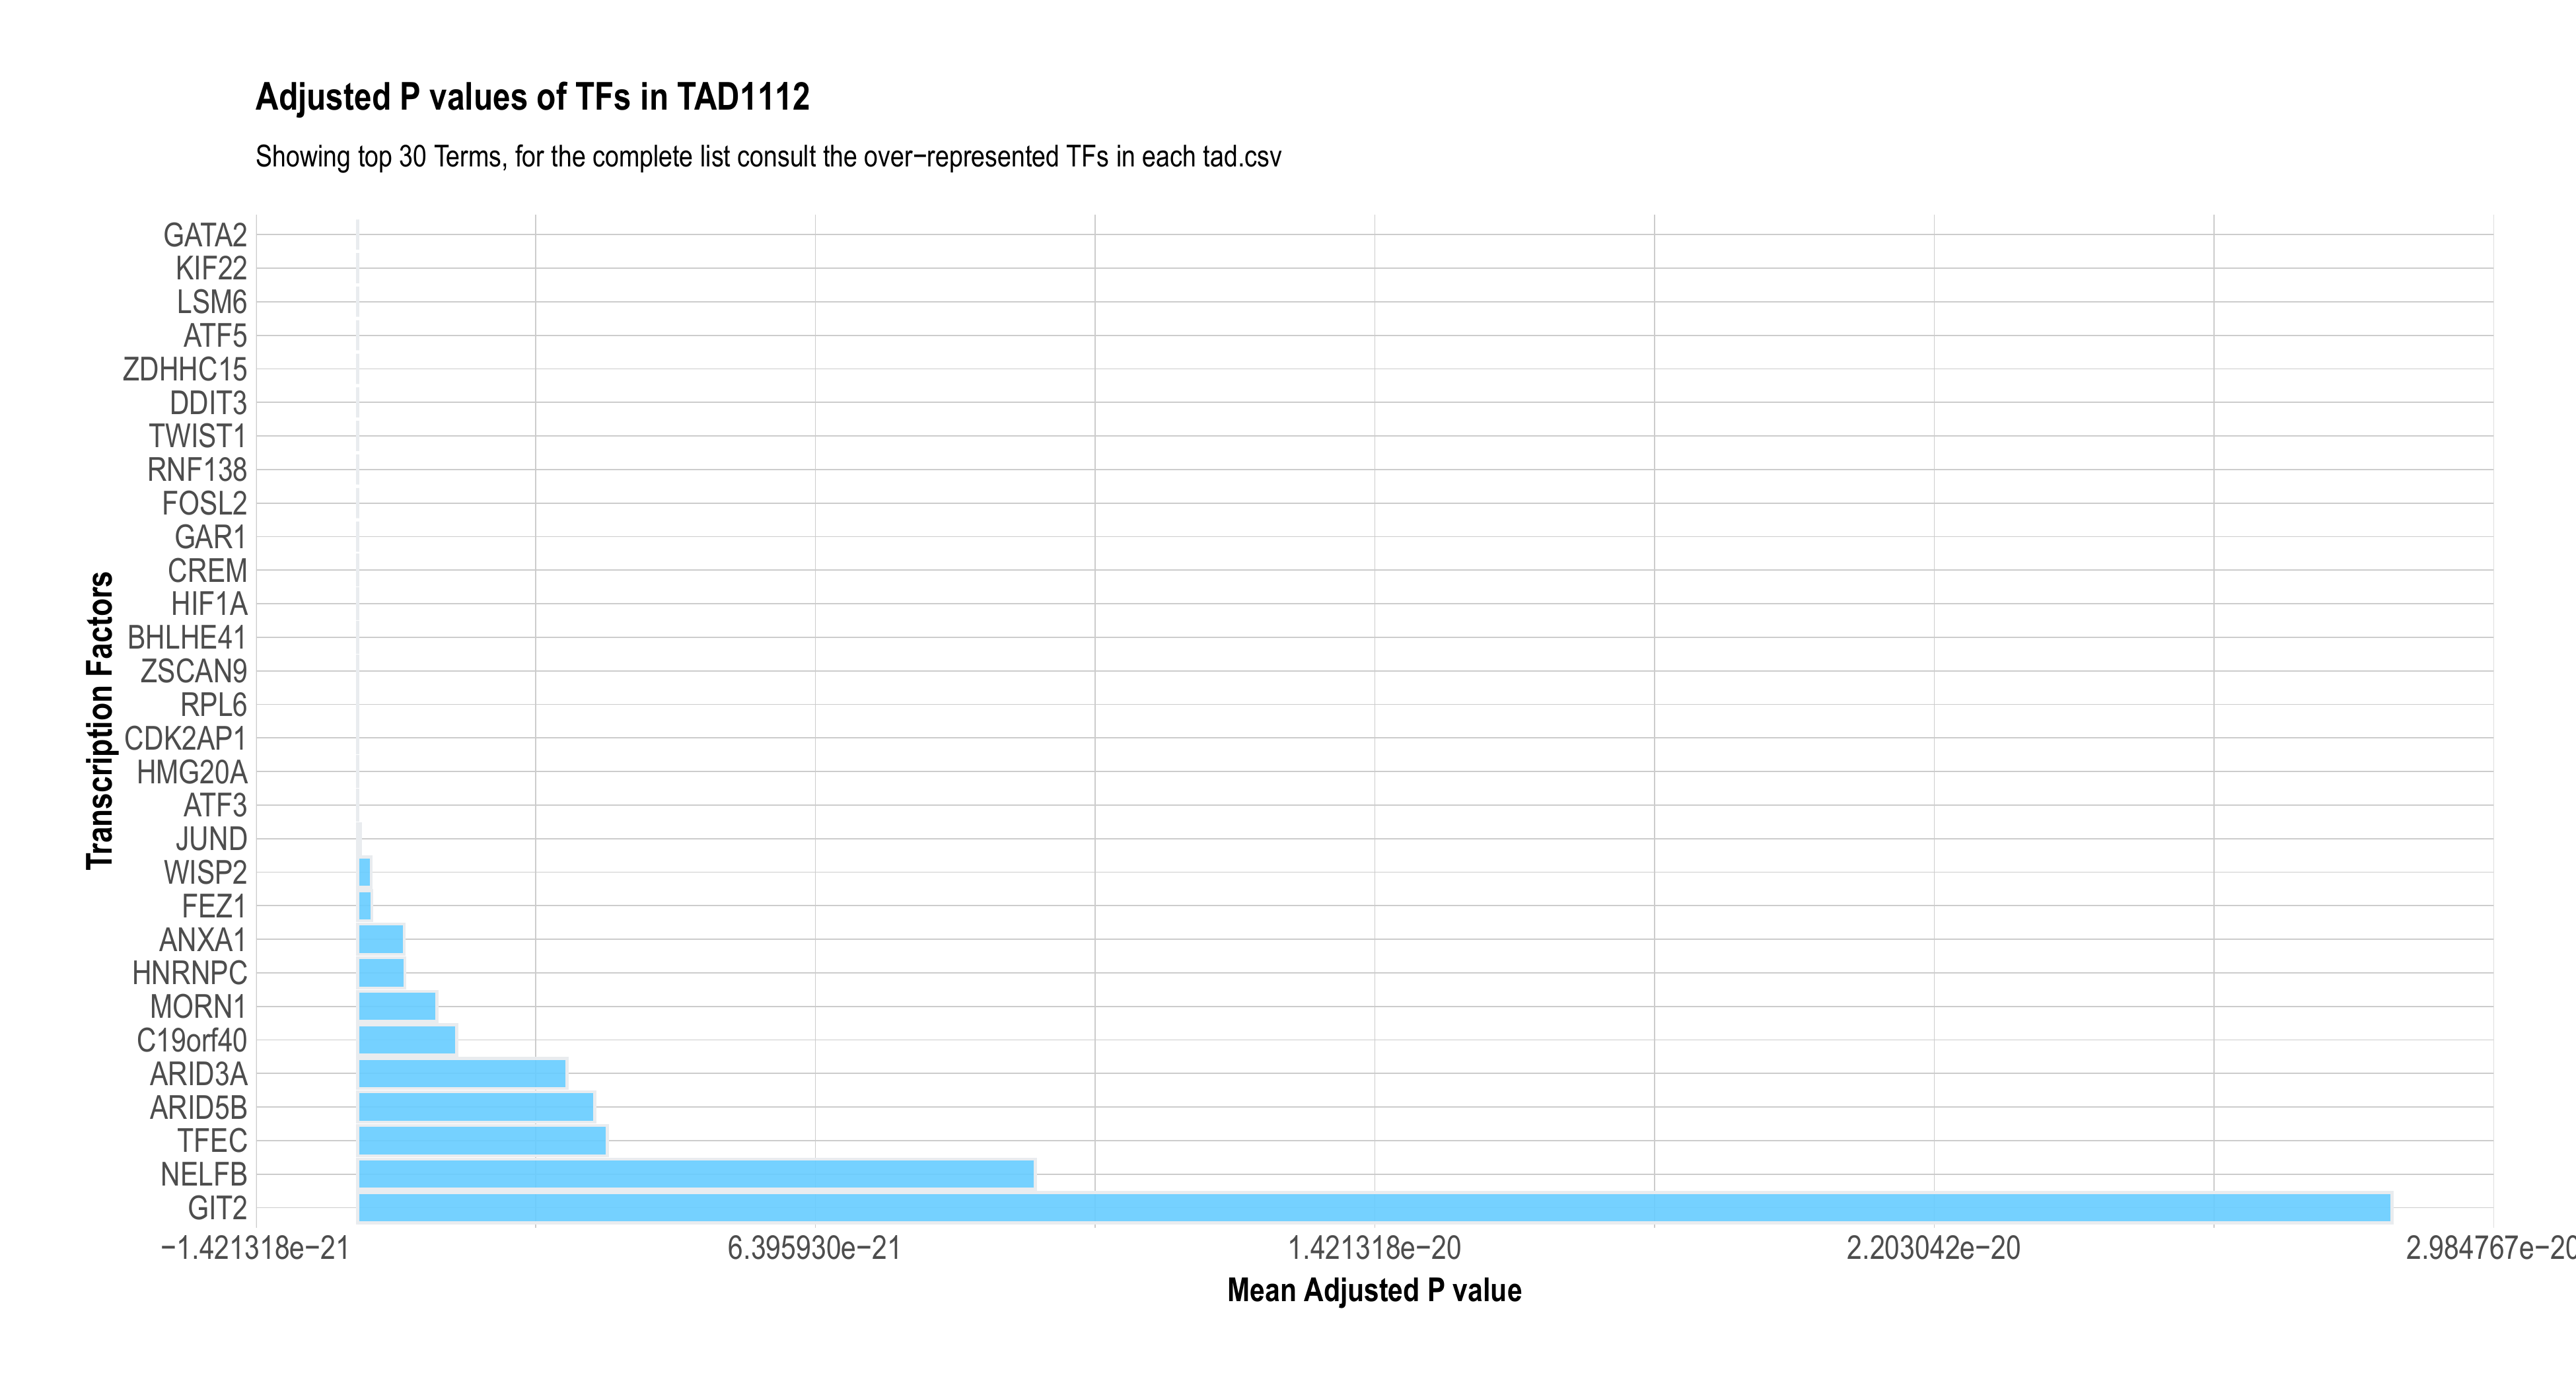 Adjusted P values of TFs in TAD1112
Showing top 30 Terms, for the complete list consult the over−represented TFs in each tad.csv
Transcription Factors
GATA2
KIF22
LSM6
ATF5
ZDHHC15
DDIT3
TWIST1
RNF138
FOSL2
GAR1
CREM
HIF1A
BHLHE41
ZSCAN9
RPL6
CDK2AP1
HMG20A
ATF3
JUND
WISP2
FEZ1
ANXA1
HNRNPC
MORN1
C19orf40
ARID3A
ARID5B
TFEC
NELFB
GIT2
−1.421318e−21 6.395930e−21 1.421318e−20 2.203042e−20 2.984767e−20
Mean Adjusted P value